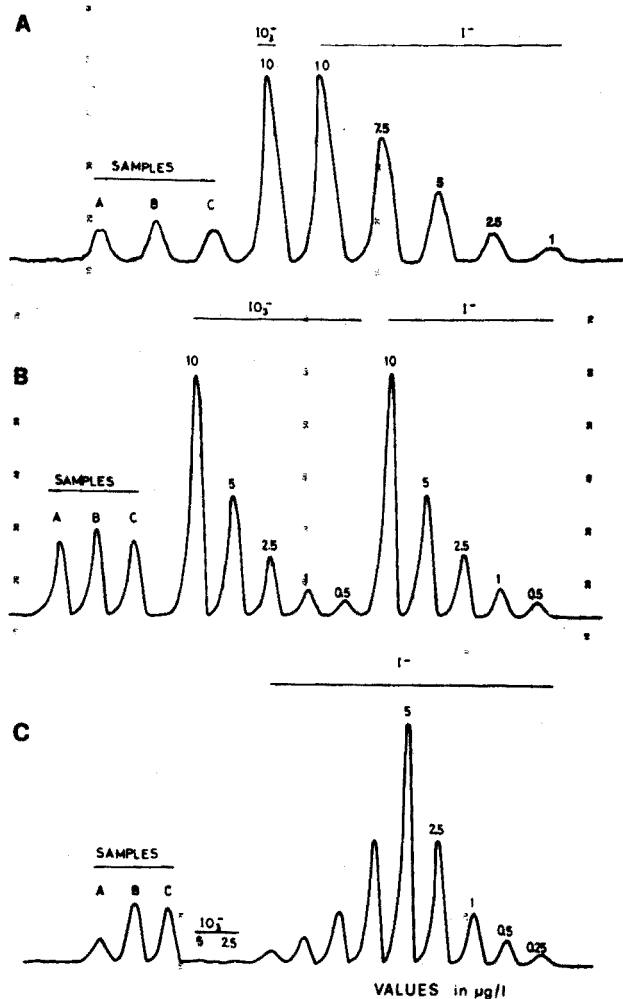 A
IO₃⁻ I⁻
10 10 7.5 5 2.5 1
SAMPLES
A B C
IO₃⁻ I⁻
B
10 5 2.5 0.5 10 5 2.5 1 0.5
SAMPLES
A B C
I⁻
C
5 2.5 1 0.5 0.25
SAMPLES
A B C
IO₃⁻
5 2.5
VALUES in µg/l